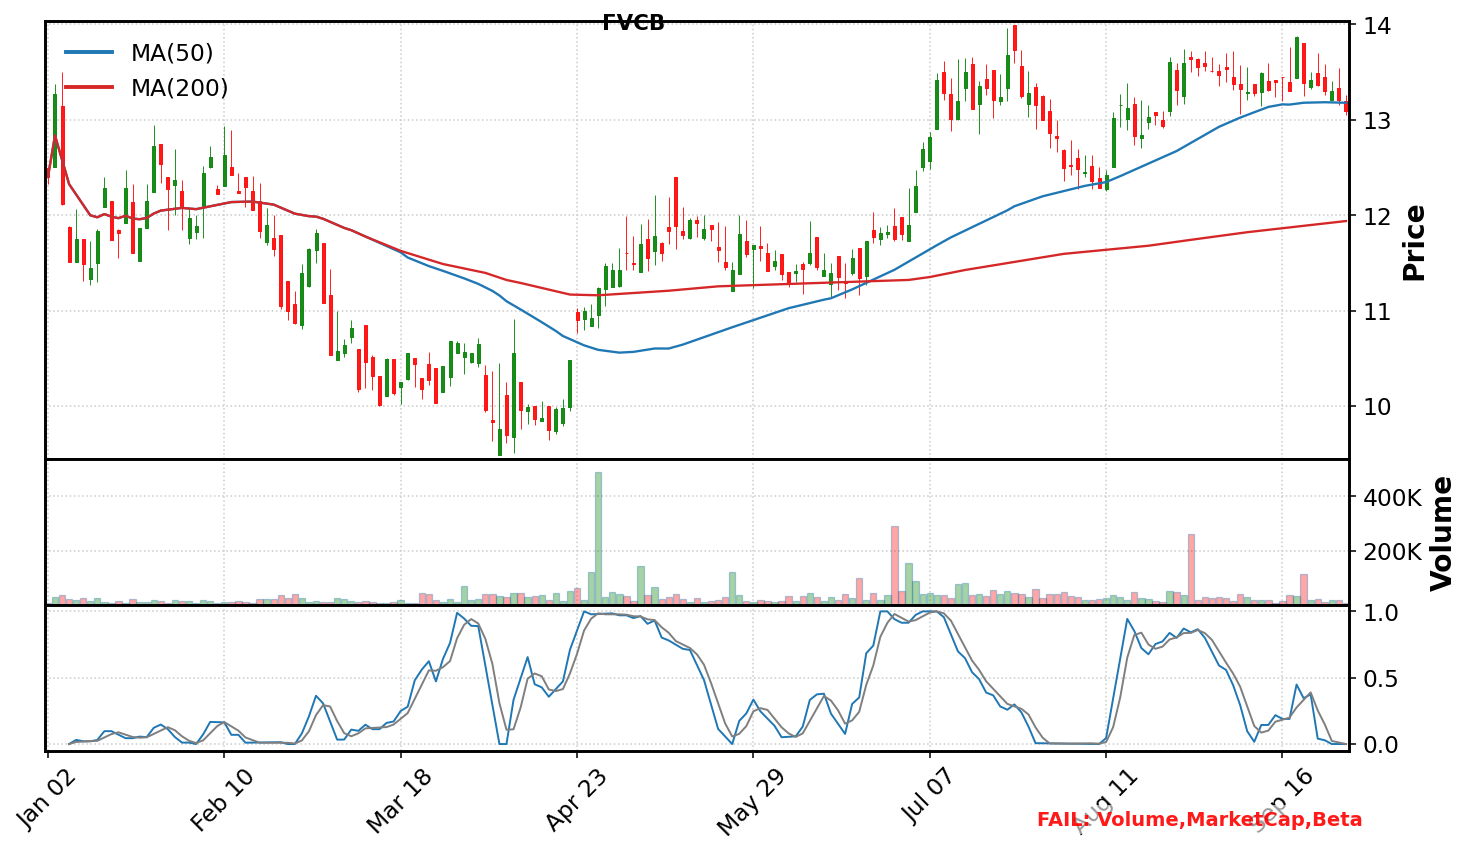 FVCB
MA(50)
MA(200)
14
13
12
11
10
Price
400K
200K
Volume
1.0
0.5
0.0
Jan 02
Feb 10
Mar 18
Apr 23
May 29
Jul 07
Aug 11
Sep 16
FAIL: Volume,MarketCap,Beta